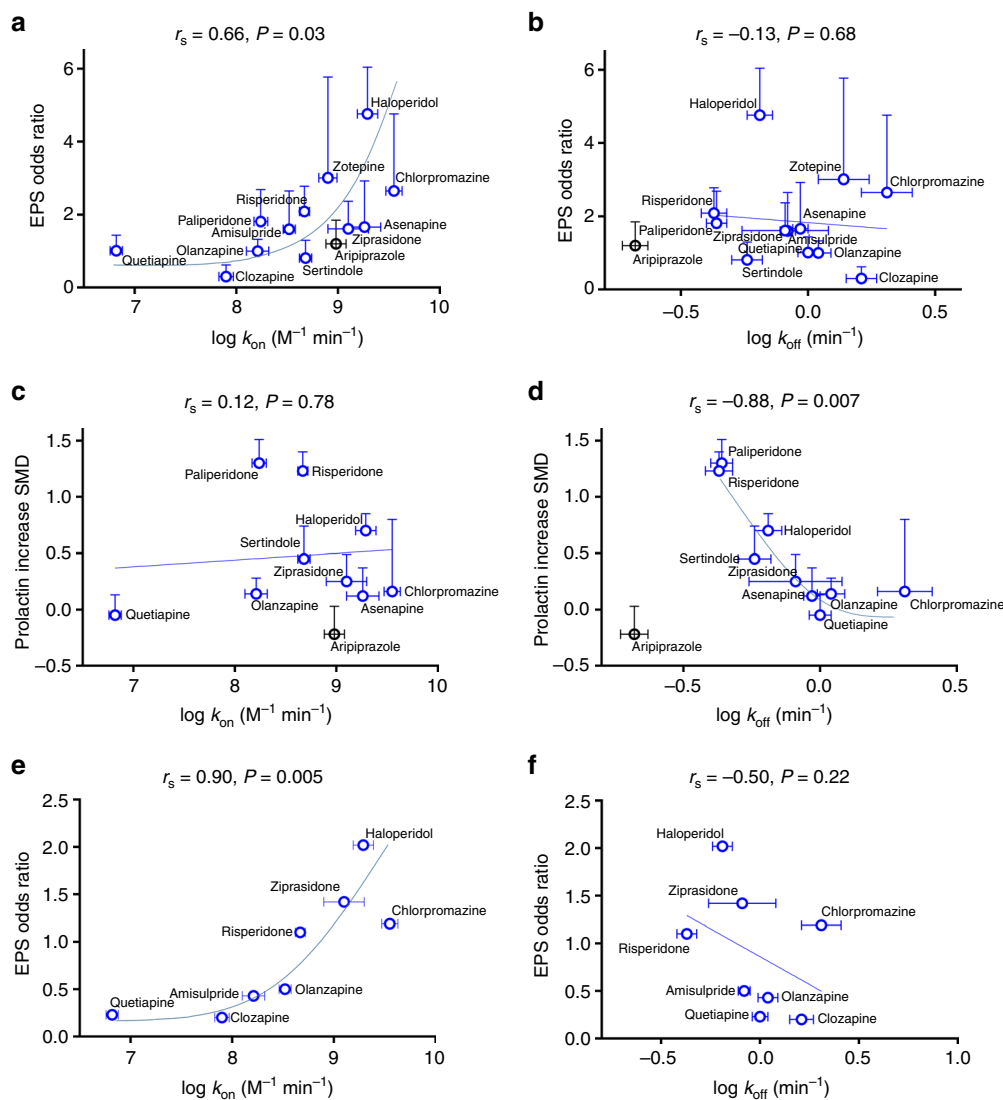 a
r_s = 0.66, P = 0.03
EPS odds ratio
6
4
2
0
Haloperidol
Zotepine
Chlorpromazine
Risperidone
Paliperidone
Amisulpride
Asenapine
Ziprasidone
Olanzapine
Aripiprazole
Quetiapine
Sertindole
Clozapine
7 8 9 10
log k_on (M⁻¹ min⁻¹)
b
r_s = −0.13, P = 0.68
EPS odds ratio
6
4
2
0
Haloperidol
Zotepine
Chlorpromazine
Risperidone
Asenapine
Paliperidone
Ziprasidone
Amisulpride
Aripiprazole
Quetiapine
Olanzapine
Sertindole
Clozapine
−0.5 0.0 0.5
log k_off (min⁻¹)
c
r_s = 0.12, P = 0.78
Prolactin increase SMD
1.5
1.0
0.5
0.0
−0.5
Paliperidone
Risperidone
Haloperidol
Sertindole
Ziprasidone
Olanzapine
Asenapine
Chlorpromazine
Quetiapine
Aripiprazole
7 8 9 10
log k_on (M⁻¹ min⁻¹)
d
r_s = −0.88, P = 0.007
Prolactin increase SMD
1.5
1.0
0.5
0.0
−0.5
Paliperidone
Risperidone
Haloperidol
Sertindole
Ziprasidone
Asenapine
Olanzapine
Chlorpromazine
Quetiapine
Aripiprazole
−0.5 0.0 0.5
log k_off (min⁻¹)
e
r_s = 0.90, P = 0.005
EPS odds ratio
2.5
2.0
1.5
1.0
0.5
0.0
Haloperidol
Ziprasidone
Chlorpromazine
Risperidone
Amisulpride
Olanzapine
Quetiapine
Clozapine
7 8 9 10
log k_on (M⁻¹ min⁻¹)
f
r_s = −0.50, P = 0.22
EPS odds ratio
2.5
2.0
1.5
1.0
0.5
0.0
Haloperidol
Ziprasidone
Chlorpromazine
Risperidone
Amisulpride
Olanzapine
Quetiapine
Clozapine
−0.5 0.0 0.5 1.0
log k_off (min⁻¹)